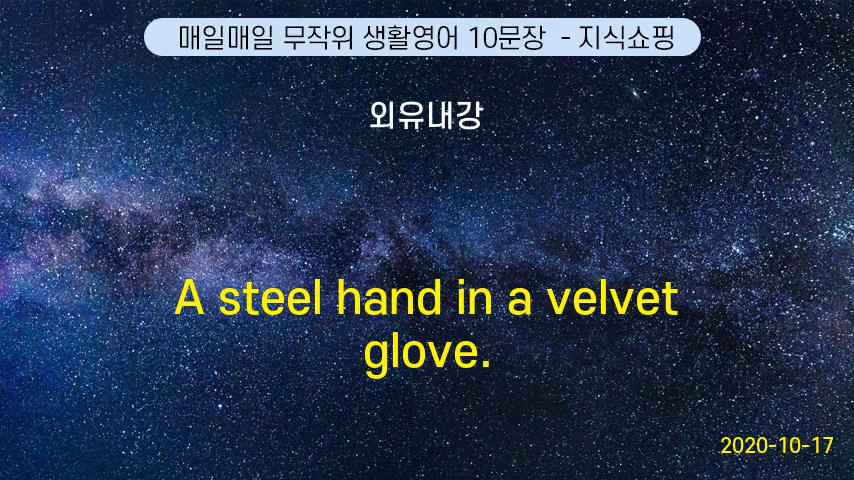 매일매일 무작위 생활영어 10문장 - 지식쇼핑
외유내강
A steel hand in a velvet
glove.
2020-10-17